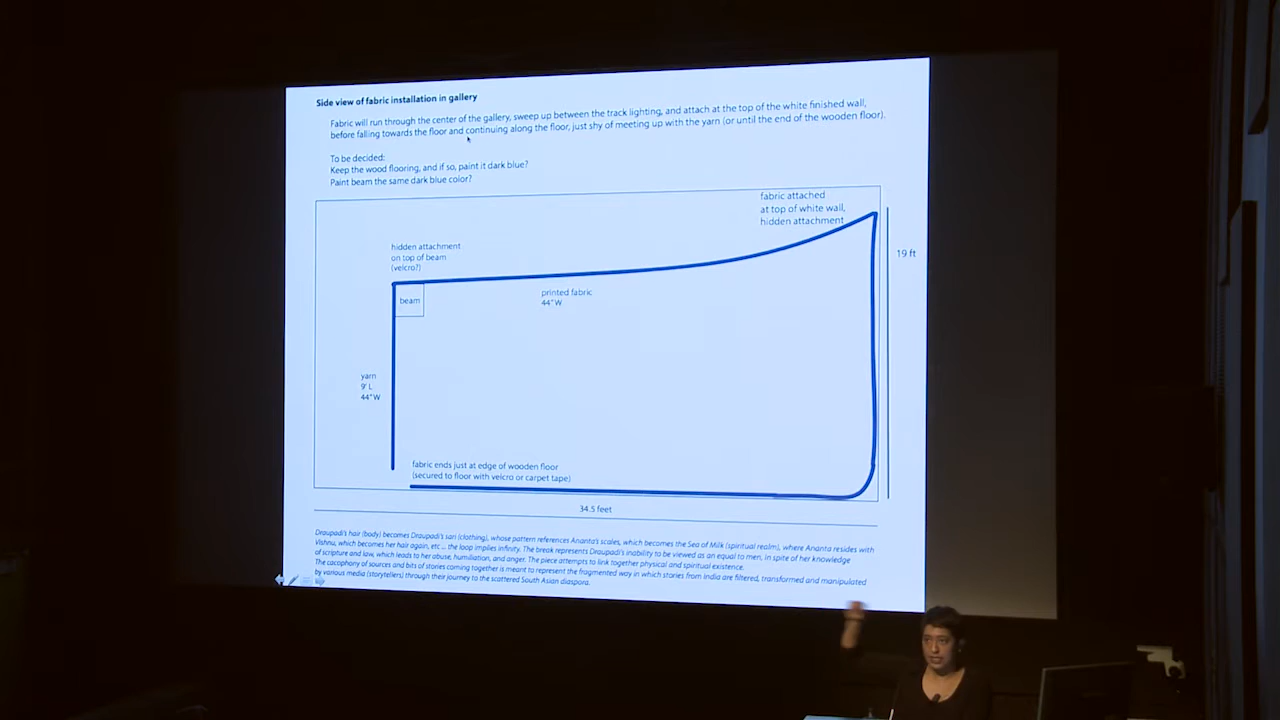 Side view of fabric installation in gallery
Fabric will run through the center of the gallery, sweep up between the track lighting, and attach at the top of the white finished wall,
before falling towards the floor and continuing along the floor, just shy of meeting up with the yarn (or until the end of the wooden floor).
To be decided:
Keep the wood flooring, and if so, paint it dark blue?
Paint beam the same dark blue color?
fabric attached
at top of white wall,
hidden attachment
hidden attachment
on top of beam
(velcro?)
19 ft
beam
printed fabric
44"W
yarn
9' L
44"W
fabric ends just at edge of wooden floor
(secured to floor with velcro or carpet tape)
34.5 feet
Draupadi's hair (body) becomes Draupadi's sari (clothing), whose pattern references Ananta's scales, which becomes the Sea of Milk (spiritual realm), where Ananta resides with
Vishnu, which becomes her hair again, etc... the loop implies infinity. The break represents Draupadi's inability to be viewed as an equal to men, in spite of her knowledge
of scripture and law, which leads to her abuse, humiliation, and anger. The piece attempts to link together physical and spiritual existence.
The cacophony of sources and bits of stories coming together is meant to represent the fragmented way in which stories from India are filtered, transformed and manipulated
by various media (storytellers) through their journey to the scattered South Asian diaspora.